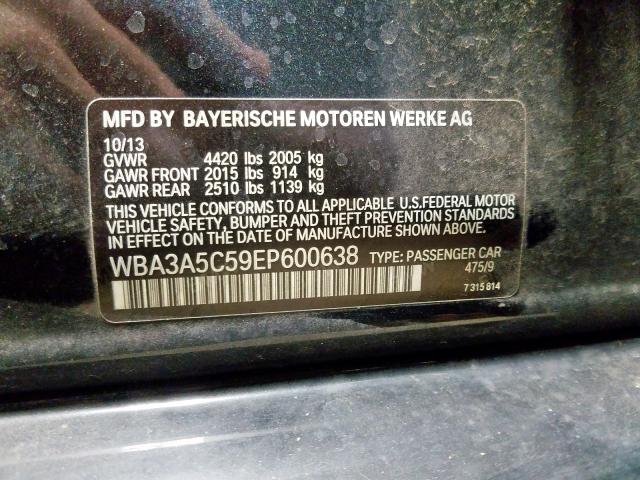 MFD BY BAYERISCHE MOTOREN WERKE AG
10/13
GVWR 4420 lbs 2005 kg
GAWR FRONT 2015 lbs 914 kg
GAWR REAR 2510 lbs 1139 kg
THIS VEHICLE CONFORMS TO ALL APPLICABLE U.S.FEDERAL MOTOR
VEHICLE SAFETY, BUMPER AND THEFT PREVENTION STANDARDS
IN EFFECT ON THE DATE OF MANUFACTURE SHOWN ABOVE.
WBA3A5C59EP600638 TYPE: PASSENGER CAR
475/9
7 315 814